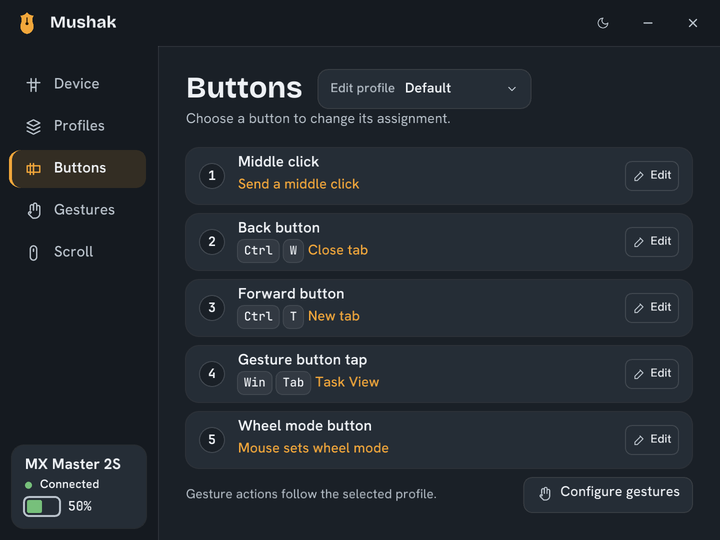 Mushak
Device
Profiles
Buttons
Gestures
Scroll
MX Master 2S
Connected
50%
Buttons
Edit profile Default
Choose a button to change its assignment.
1
Middle click
Send a middle click
Edit
2
Back button
Ctrl W Close tab
Edit
3
Forward button
Ctrl T New tab
Edit
4
Gesture button tap
Win Tab Task View
Edit
5
Wheel mode button
Mouse sets wheel mode
Edit
Gesture actions follow the selected profile.
Configure gestures